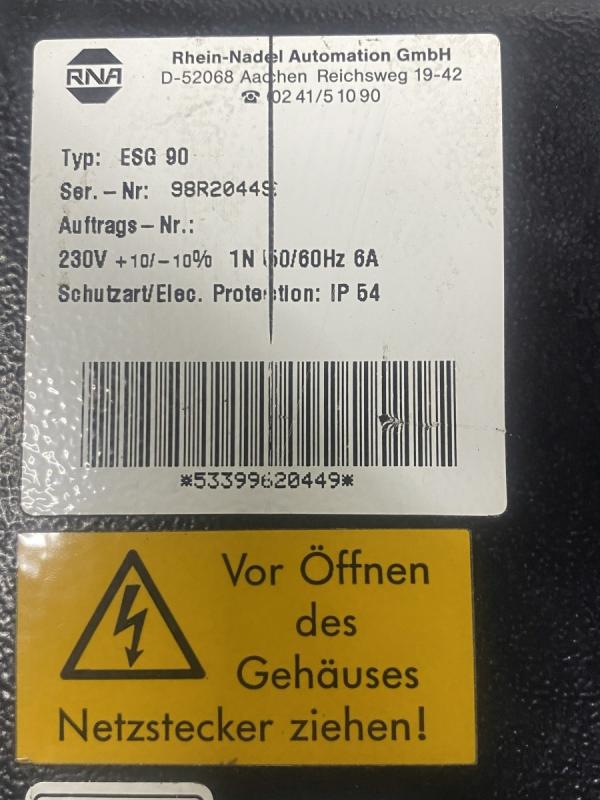 RNA
Rhein-Nadel Automation GmbH
D-52068 Aachen Reichsweg 19-42
☎ 02 41/5 10 90
Typ: ESG 90
Ser.-Nr: 98R20449
Auftrags-Nr.:
230V +10/-10% 1N 50/60Hz 6A
Schutzart/Elec. Protection: IP 54
*53399620449*
Vor Öffnen
des
Gehäuses
Netzstecker ziehen!